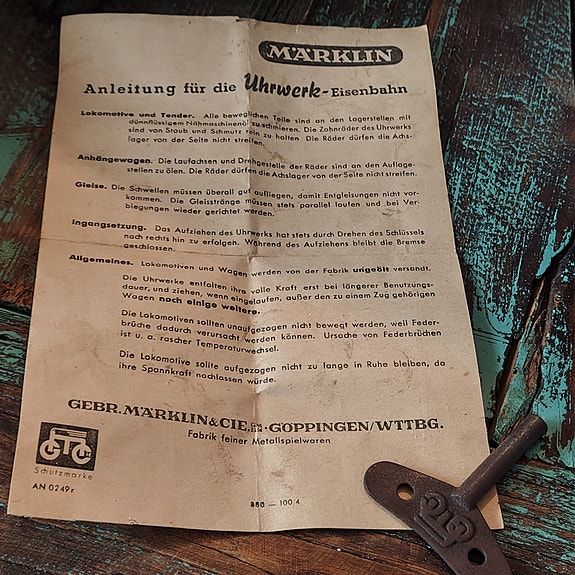 MÄRKLIN
Anleitung für die Uhrwerk-Eisenbahn
Lokomotive und Tender. Alle beweglichen Teile sind an den Lagerstellen mit
dünnflüssigem Nähmaschinenöl zu schmieren. Die Zahnräder des Uhrwerks
sind von Staub und Schmutz rein zu halten. Die Räder dürfen die Achs-
lager von der Seite nicht streifen.
Anhängewagen. Die Laufachsen und Drehgestelle der Räder sind an den Auflage-
stellen zu ölen. Die Räder dürfen die Achslager von der Seite nicht streifen.
Gleise. Die Schwellen müssen überall gut aufliegen, damit Entgleisungen nicht vor-
kommen. Die Gleisstränge müssen stets parallel laufen und bei Ver-
biegungen wieder gerichtet werden.
Ingangsetzung. Das Aufziehen des Uhrwerks hat stets durch Drehen des Schlüssels
nach rechts hin zu erfolgen. Während des Aufziehens bleibt die Bremse
geschlossen.
Allgemeines. Lokomotiven und Wagen werden von der Fabrik ungeölt versandt.
Die Uhrwerke entfalten ihre volle Kraft erst bei längerer Benutzungs-
dauer, und ziehen, wenn eingelaufen, außer den zu einem Zug gehörigen
Wagen noch einige weitere.
Die Lokomotiven sollten unaufgezogen nicht bewegt werden, weil Feder-
brüche dadurch verursacht werden können. Ursache von Federbrüchen
ist u. a. rascher Temperaturwechsel.
Die Lokomotive sollte aufgezogen nicht zu lange in Ruhe bleiben, da
ihre Spannkraft nachlassen würde.
GEBR. MÄRKLIN & CIE. · GÖPPINGEN/WTTBG.
Fabrik feiner Metallspielwaren
Schutzmarke
AN 0249 r
850 — 100/4